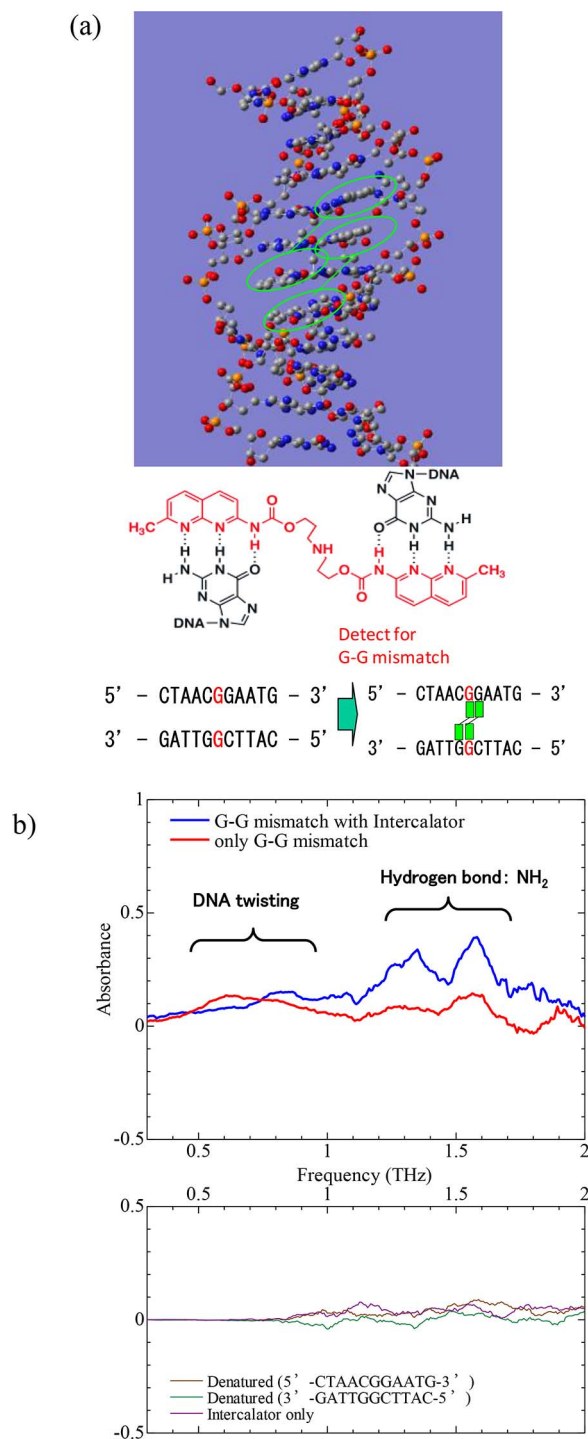 (a)
DNA
N
N
N
N
O
N
H
H
H
H₃C
N
N
N
H
O
O
NH
H
H
H
H–N
N
O
N
N
N
DNA
O
O
N
N
N
CH₃
Detect for
G-G mismatch
5’ – CTAACGGAATG – 3’
3’ – GATTGGCTTAC – 5’
5’ – CTAACGGAATG – 3’
3’ – GATTGGCTTAC – 5’
b)
G-G mismatch with Intercalator
only G-G mismatch
DNA twisting
Hydrogen bond: NH₂
Absorbance
1
0.5
0
-0.5
0.5
1
1.5
2
Frequency (THz)
0.5
1
1.5
2
0.5
0
-0.5
Denatured (5’-CTAACGGAATG-3’)
Denatured (3’-GATTGGCTTAC-5’)
Intercalator only